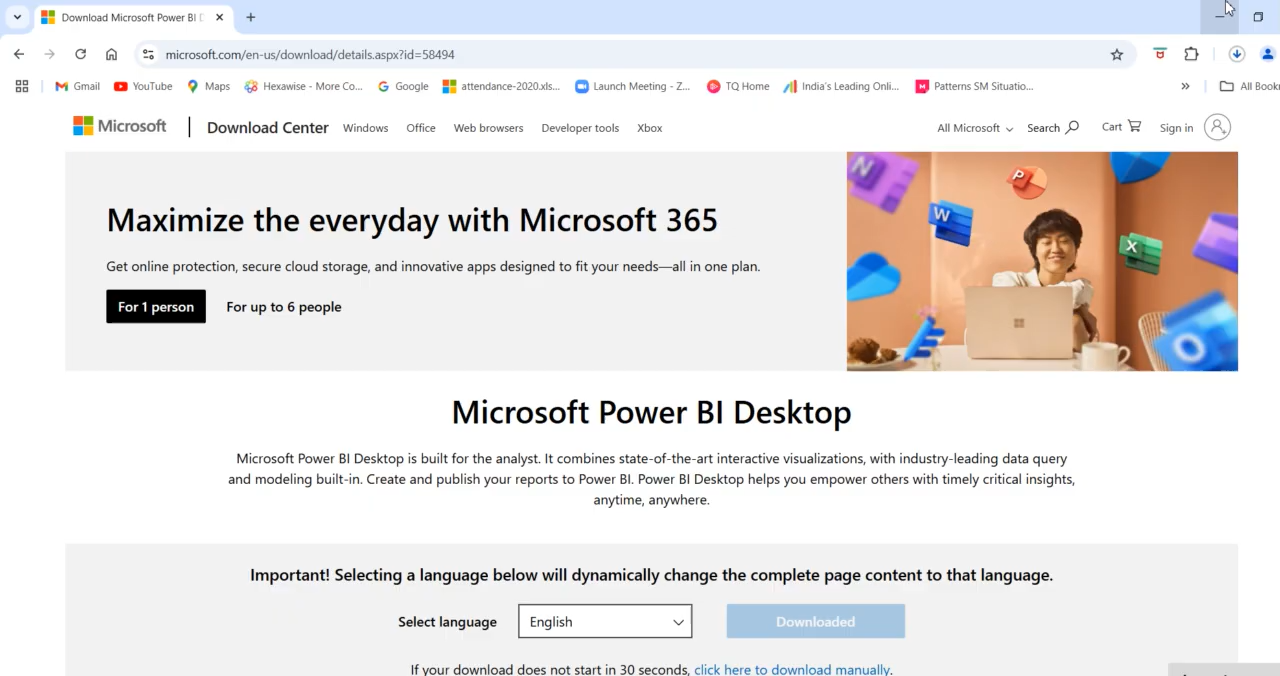 Download Microsoft Power BI D
microsoft.com/en-us/download/details.aspx?id=58494
Gmail YouTube Maps Hexawise - More Co... Google attendance-2020.xls... Launch Meeting - Z... TQ Home India's Leading Onli... Patterns SM Situatio... » All Book
Microsoft Download Center Windows Office Web browsers Developer tools Xbox All Microsoft Search Cart Sign in
Maximize the everyday with Microsoft 365
Get online protection, secure cloud storage, and innovative apps designed to fit your needs—all in one plan.
For 1 person For up to 6 people
N P W X O
Microsoft Power BI Desktop
Microsoft Power BI Desktop is built for the analyst. It combines state-of-the-art interactive visualizations, with industry-leading data query
and modeling built-in. Create and publish your reports to Power BI. Power BI Desktop helps you empower others with timely critical insights,
anytime, anywhere.
Important! Selecting a language below will dynamically change the complete page content to that language.
Select language English Downloaded
If your download does not start in 30 seconds, click here to download manually.